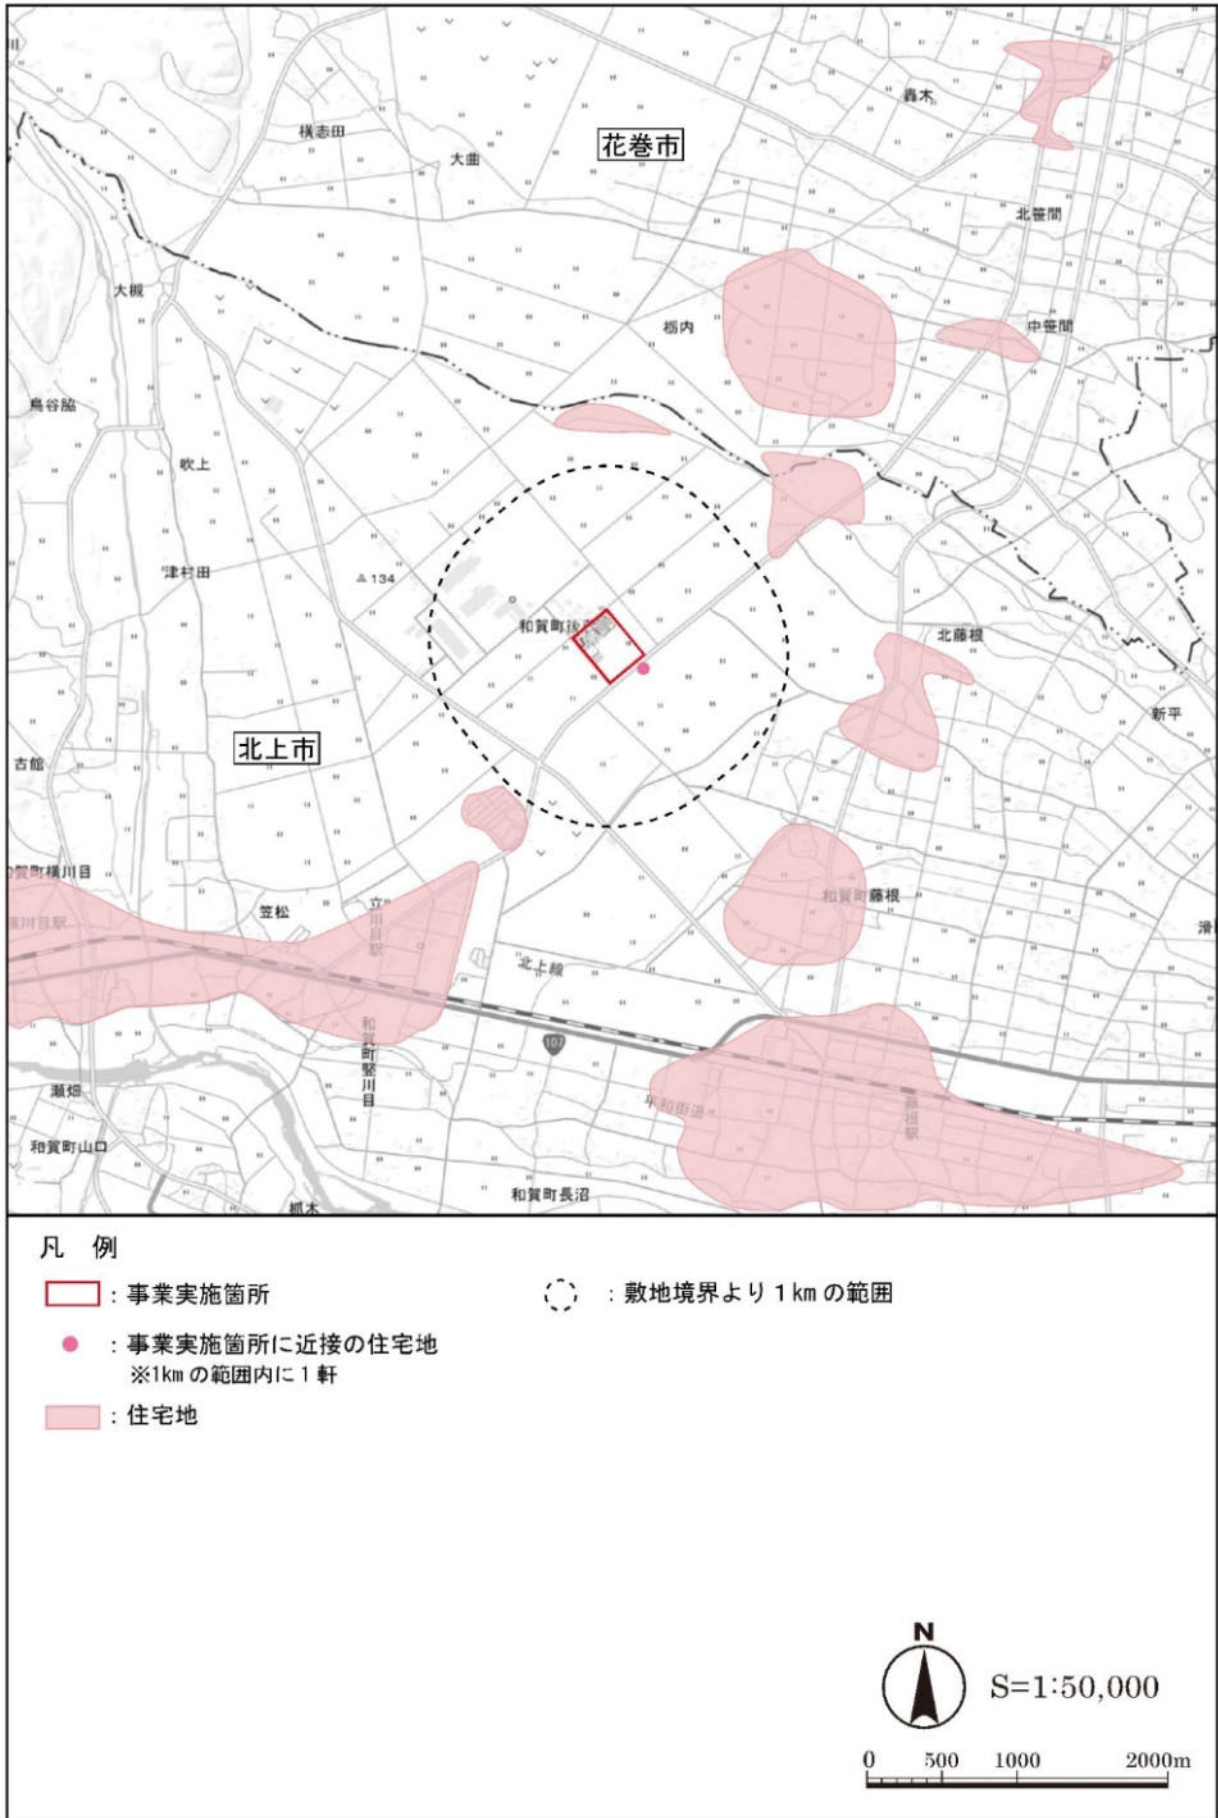 川
轟木
横志田
花巻市
大曲
北笹間
大槻
栃内
中笹間
鳥谷脇
吹上
津村田
134
和賀町後
北藤根
新平
北上市
古館
和賀町横川目
和賀町藤根
笠松
立川目駅
横川目駅
北上線
和賀町竪川目
107
瀬畑
平和街道
藤根駅
和賀町山口
和賀町長沼
凡 例
：事業実施箇所
：敷地境界より1kmの範囲
：事業実施箇所に近接の住宅地
※1kmの範囲内に1軒
：住宅地
N
S=1:50,000
0 500 1000 2000m